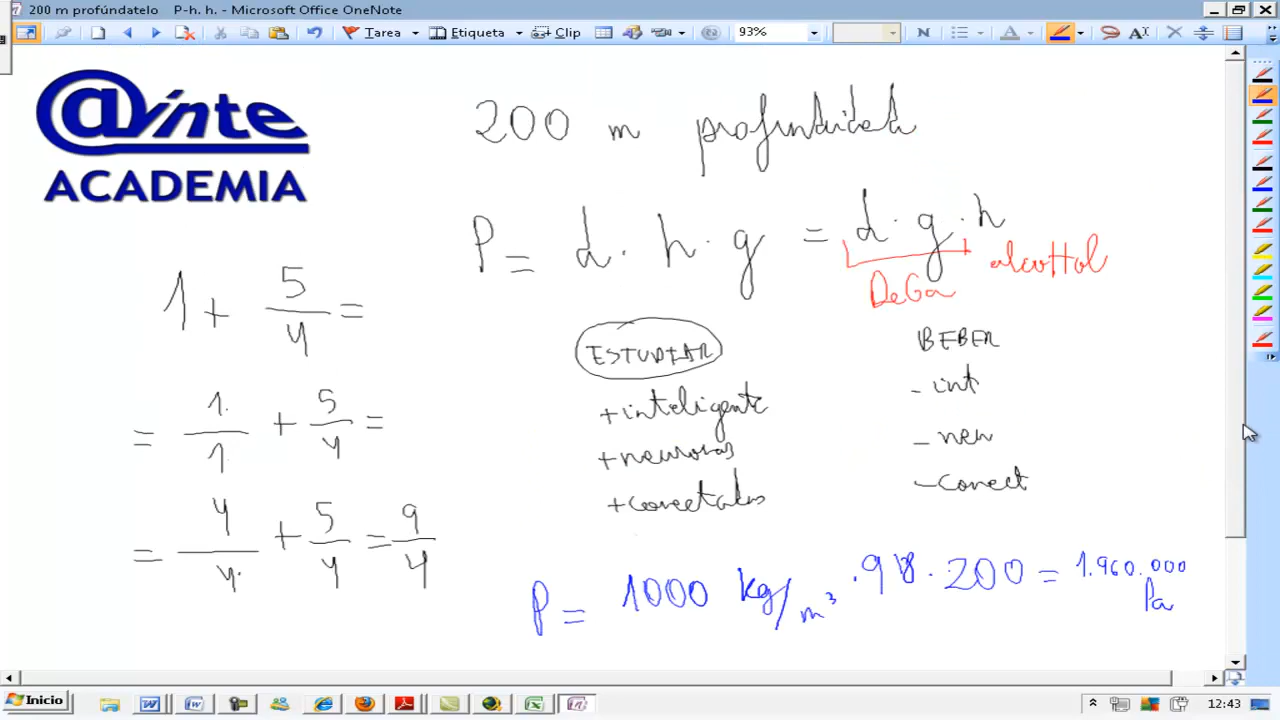 200 m profúndatelo P-h. h. - Microsoft Office OneNote
Tarea Etiqueta Clip 93% N A
@ainte
ACADEMIA
200 m profundidad
P = d · h · g = d · g · h
DeGa alcottol
1 + 5/4 =
= 1/1 + 5/4 =
= 4/4 + 5/4 = 9/4
ESTUDIAR
+ inteligente
+ neuronas
+ conectadas
BEBER
- int
- neu
- conect
P = 1000 kg/m³ · 9'8 · 200 = 1.960.000 Pa
Inicio 12:43